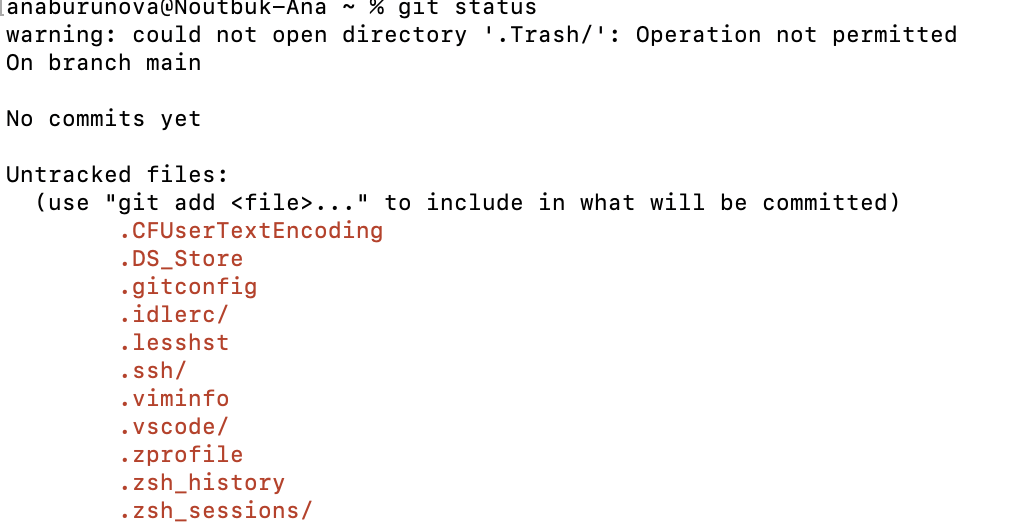 anaburunova@Noutbuk-Ana ~ % git status
warning: could not open directory '.Trash/': Operation not permitted
On branch main
No commits yet
Untracked files:
(use "git add <file>..." to include in what will be committed)
.CFUserTextEncoding
.DS_Store
.gitconfig
.idlerc/
.lesshst
.ssh/
.viminfo
.vscode/
.zprofile
.zsh_history
.zsh_sessions/